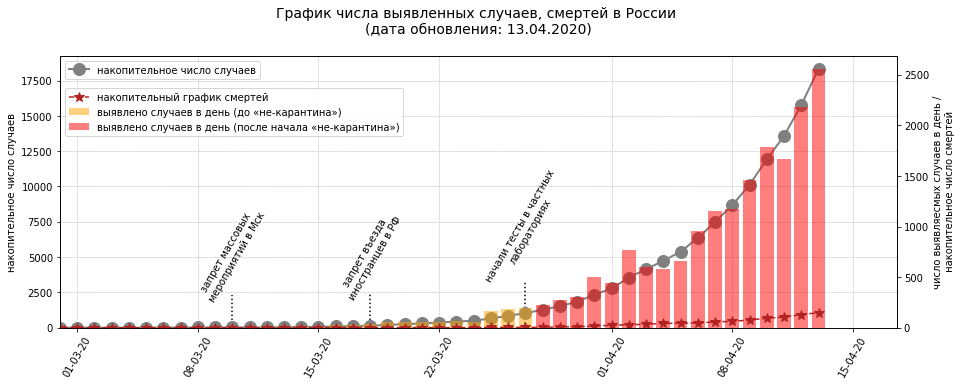 График числа выявленных случаев, смертей в России
(дата обновления: 13.04.2020)
накопительное число случаев
накопительный график смертей
выявлено случаев в день (до «не-карантина»)
выявлено случаев в день (после начала «не-карантина»)
накопительное число случаев
17500
15000
12500
10000
7500
5000
2500
0
запрет массовых
мероприятий в Мск
запрет въезда
иностранцев в РФ
начали тесты в частных
лабораториях
2500
2000
1500
1000
500
0
число выявляевсмых случаев в день /
накопительное число смертей
01-03-20
08-03-20
15-03-20
22-03-20
01-04-20
08-04-20
15-04-20